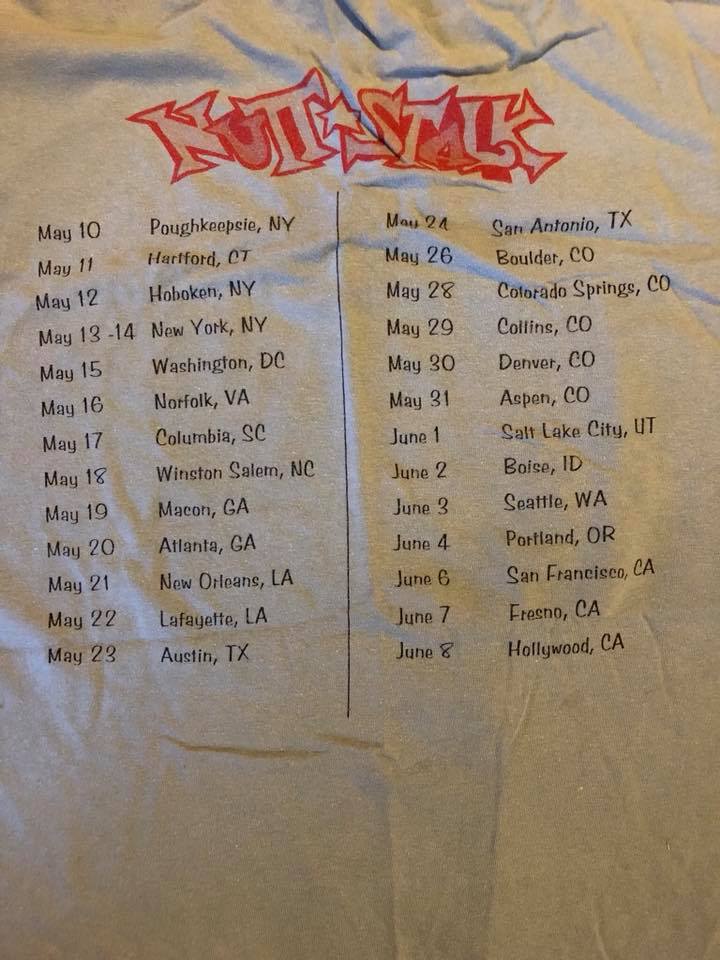 NUTT★STALK
May 10 Poughkeepsie, NY
May 11 Hartford, CT
May 12 Hoboken, NY
May 13 -14 New York, NY
May 15 Washington, DC
May 16 Norfolk, VA
May 17 Columbia, SC
May 18 Winston Salem, NC
May 19 Macon, GA
May 20 Atlanta, GA
May 21 New Orleans, LA
May 22 Lafayette, LA
May 23 Austin, TX
May 24 San Antonio, TX
May 26 Boulder, CO
May 28 Colorado Springs, CO
May 29 Collins, CO
May 30 Denver, CO
May 31 Aspen, CO
June 1 Salt Lake City, UT
June 2 Boise, ID
June 3 Seattle, WA
June 4 Portland, OR
June 6 San Francisco, CA
June 7 Fresno, CA
June 8 Hollywood, CA